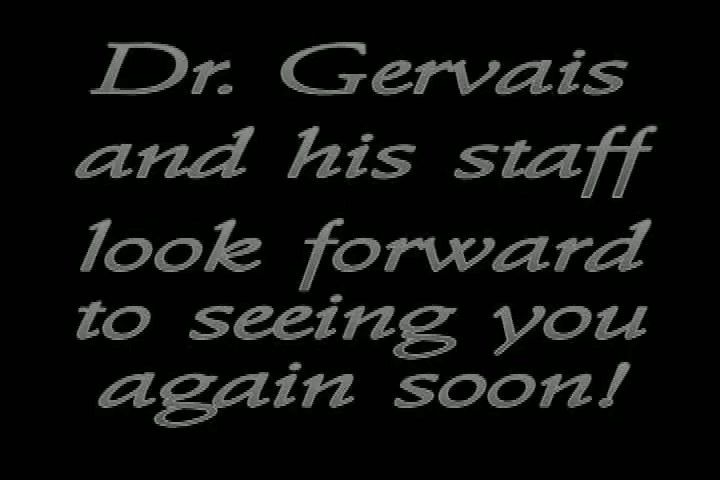 Dr. Gervais
and his staff
look forward
to seeing you
again soon!